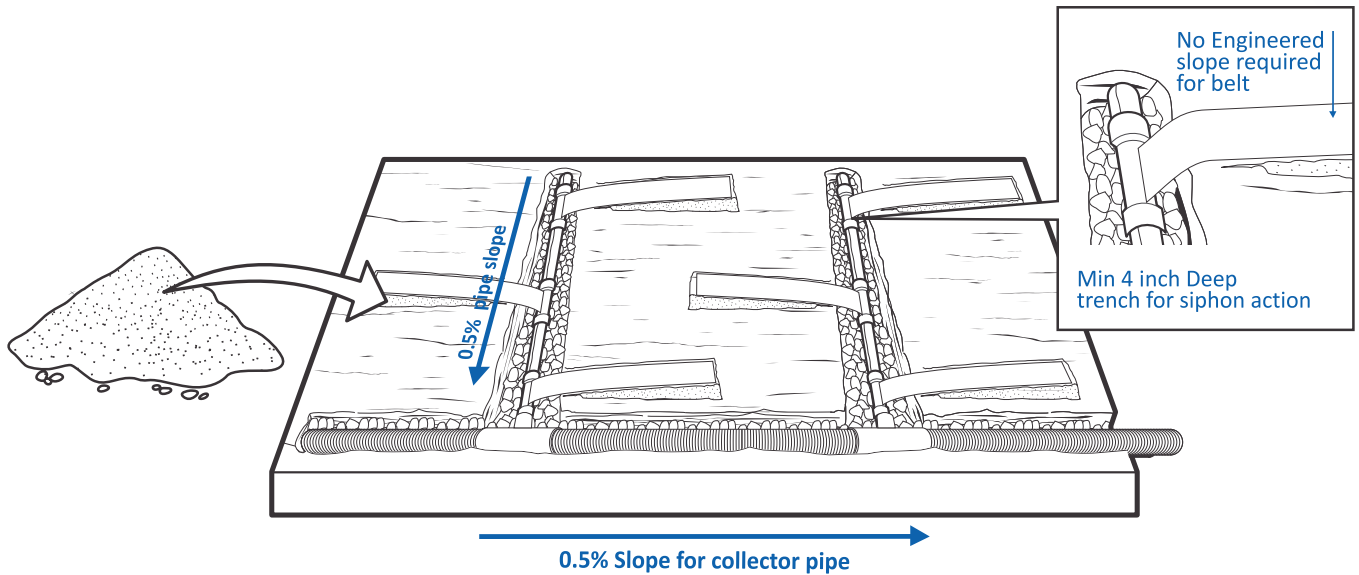 No Engineered
slope required
for belt
0.5% pipe slope
Min 4 inch Deep
trench for siphon action
0.5% Slope for collector pipe